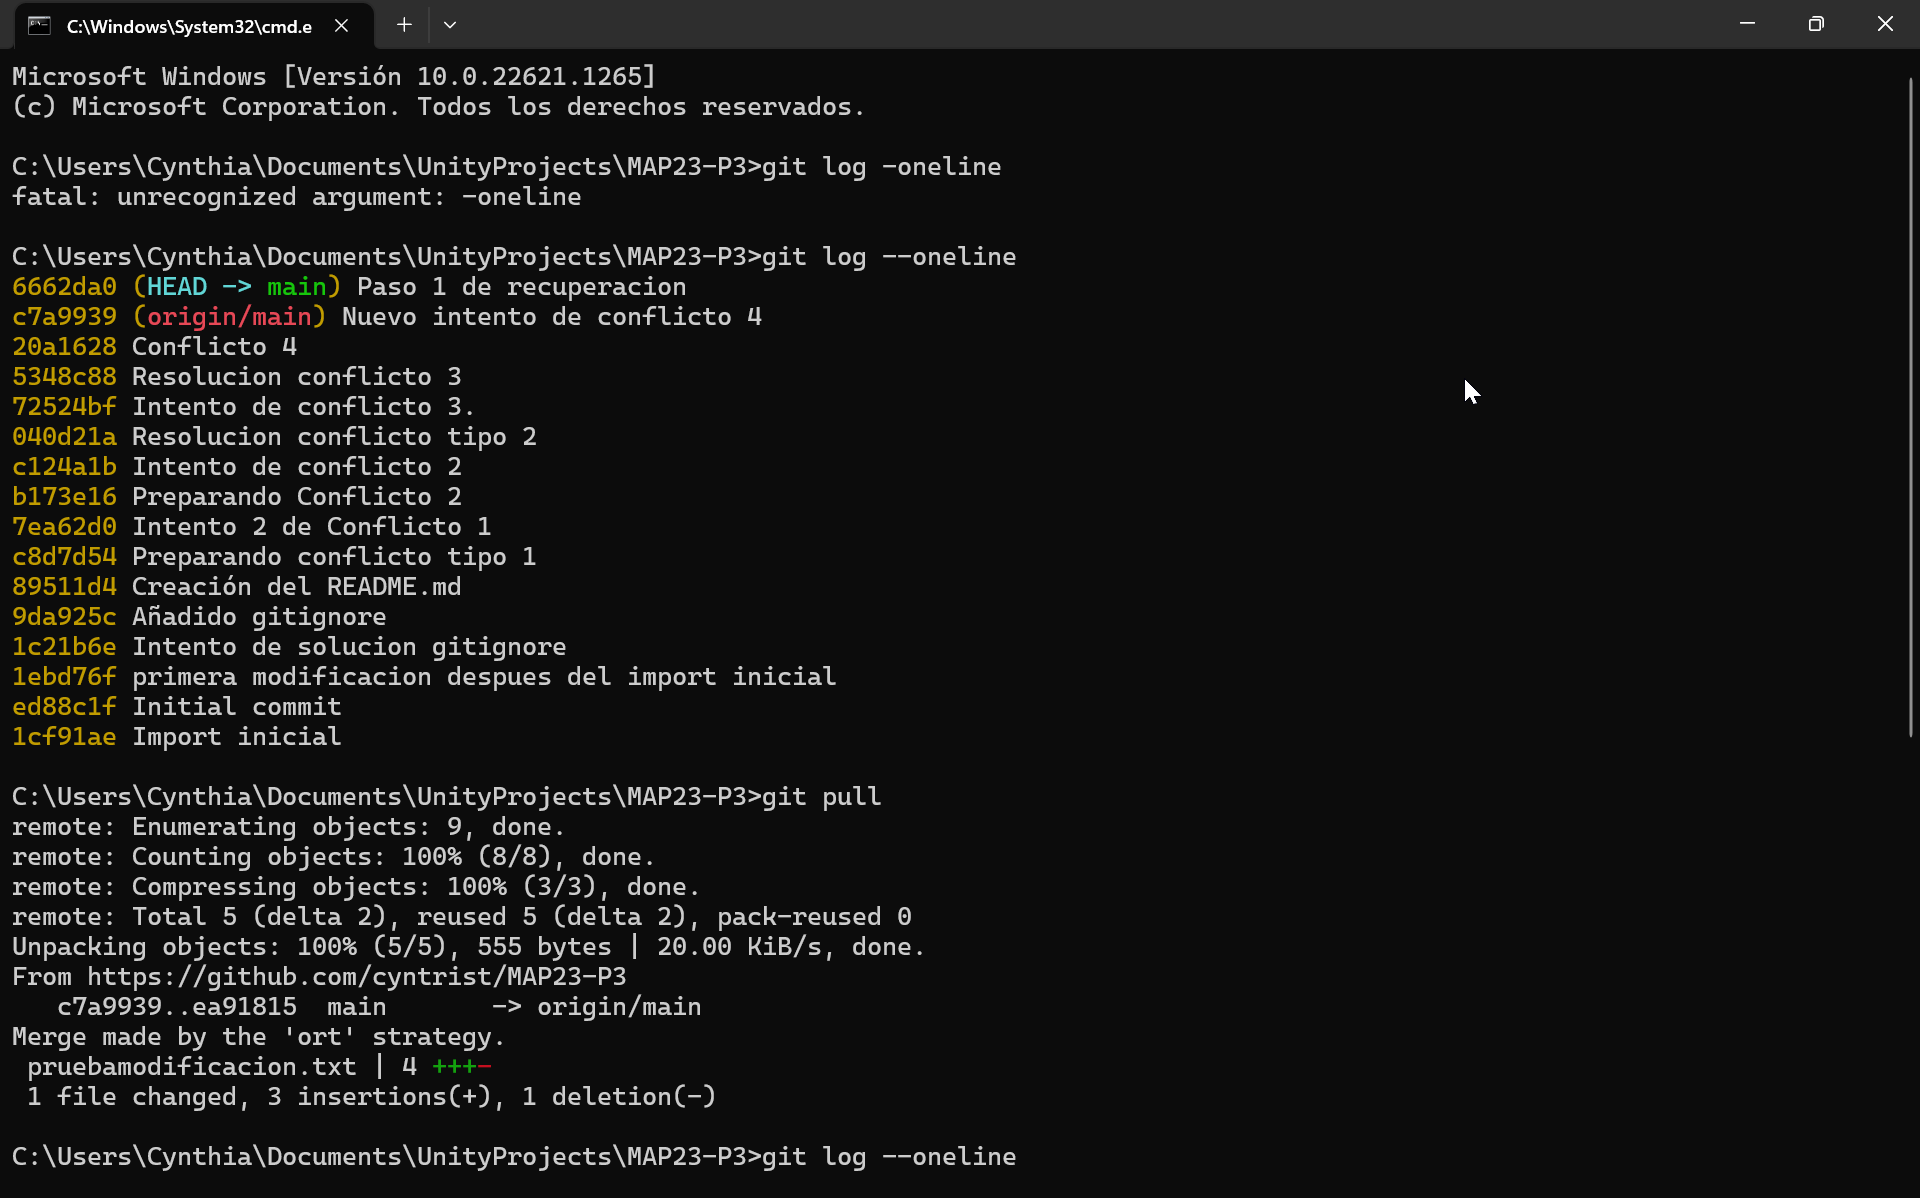 C:\Windows\System32\cmd.e
Microsoft Windows [Versión 10.0.22621.1265]
(c) Microsoft Corporation. Todos los derechos reservados.
C:\Users\Cynthia\Documents\UnityProjects\MAP23-P3>git log -oneline
fatal: unrecognized argument: -oneline
C:\Users\Cynthia\Documents\UnityProjects\MAP23-P3>git log --oneline
6662da0 (HEAD -> main) Paso 1 de recuperacion
c7a9939 (origin/main) Nuevo intento de conflicto 4
20a1628 Conflicto 4
5348c88 Resolucion conflicto 3
72524bf Intento de conflicto 3.
040d21a Resolucion conflicto tipo 2
c124a1b Intento de conflicto 2
b173e16 Preparando Conflicto 2
7ea62d0 Intento 2 de Conflicto 1
c8d7d54 Preparando conflicto tipo 1
89511d4 Creación del README.md
9da925c Añadido gitignore
1c21b6e Intento de solucion gitignore
1ebd76f primera modificacion despues del import inicial
ed88c1f Initial commit
1cf91ae Import inicial
C:\Users\Cynthia\Documents\UnityProjects\MAP23-P3>git pull
remote: Enumerating objects: 9, done.
remote: Counting objects: 100% (8/8), done.
remote: Compressing objects: 100% (3/3), done.
remote: Total 5 (delta 2), reused 5 (delta 2), pack-reused 0
Unpacking objects: 100% (5/5), 555 bytes | 20.00 KiB/s, done.
From https://github.com/cyntrist/MAP23-P3
   c7a9939..ea91815  main       -> origin/main
Merge made by the 'ort' strategy.
 pruebamodificacion.txt | 4 +++-
 1 file changed, 3 insertions(+), 1 deletion(-)
C:\Users\Cynthia\Documents\UnityProjects\MAP23-P3>git log --oneline